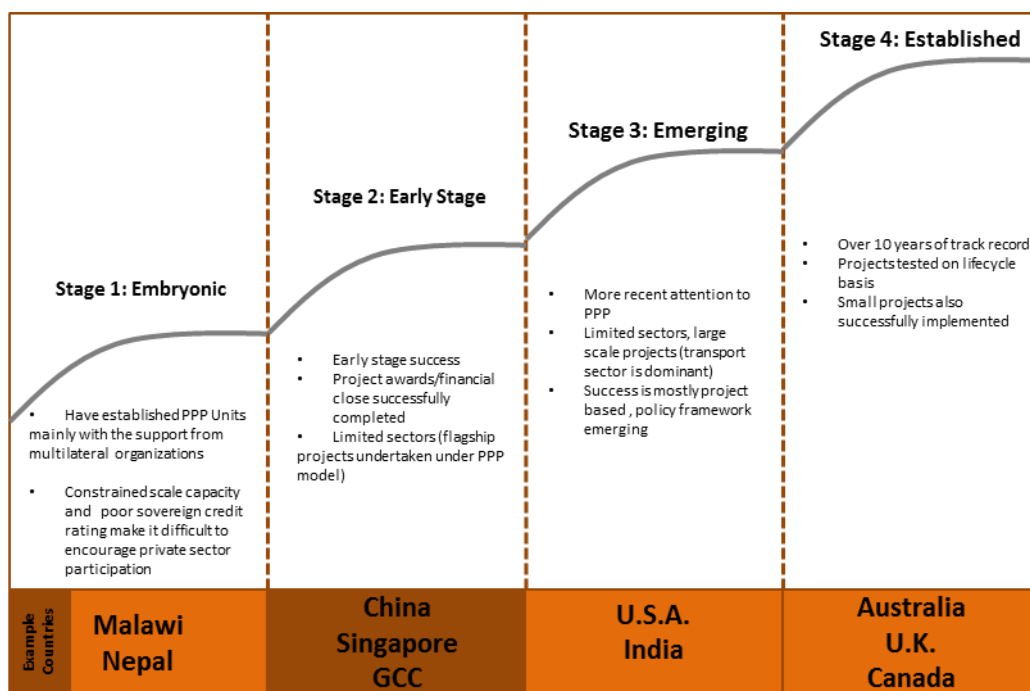 Stage 1: Embryonic
• Have established PPP Units
mainly with the support from
multilateral organizations
• Constrained scale capacity
and poor sovereign credit
rating make it difficult to
encourage private sector
participation
Stage 2: Early Stage
• Early stage success
• Project awards/financial
close successfully
completed
• Limited sectors (flagship
projects undertaken under PPP
model)
Stage 3: Emerging
• More recent attention to
PPP
• Limited sectors, large
scale projects (transport
sector is dominant)
• Success is mostly project
based , policy framework
emerging
Stage 4: Established
• Over 10 years of track record
• Projects tested on lifecycle
basis
• Small projects also
successfully implemented
Example
Countries
Malawi
Nepal
China
Singapore
GCC
U.S.A.
India
Australia
U.K.
Canada